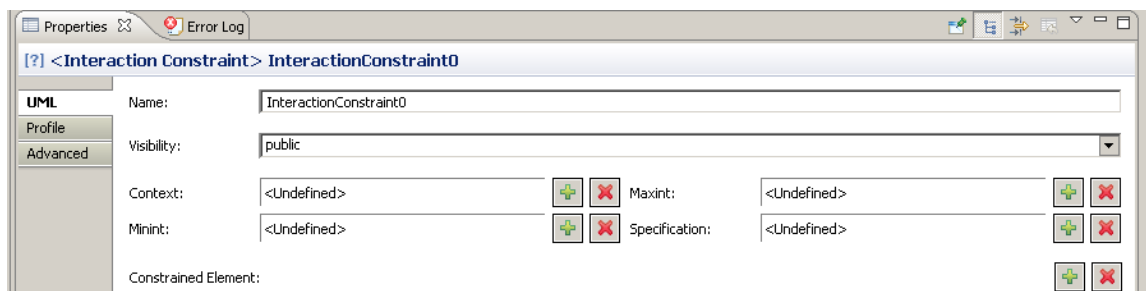 Properties Error Log
[?] <Interaction Constraint> InteractionConstraint0
UML
Name: InteractionConstraint0
Profile
Visibility: public
Advanced
Context: <Undefined> Maxint: <Undefined>
Minint: <Undefined> Specification: <Undefined>
Constrained Element: